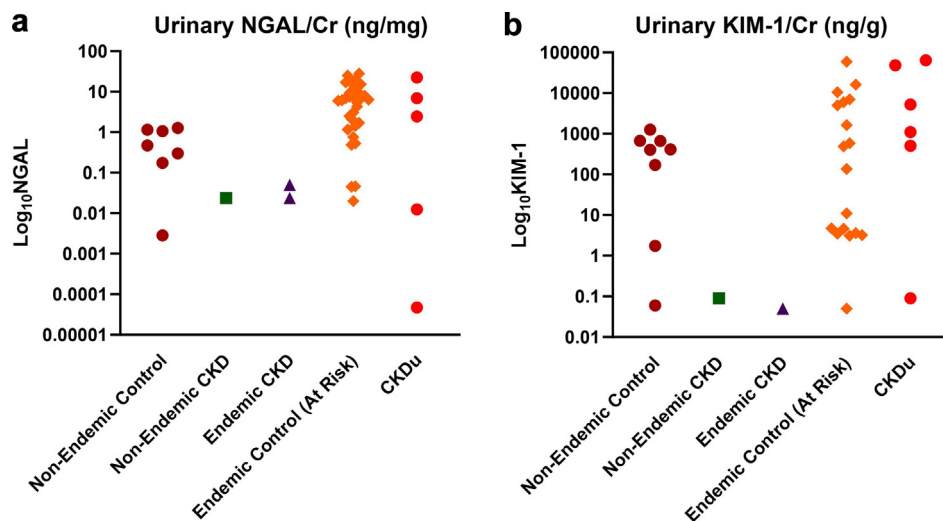 a
Urinary NGAL/Cr (ng/mg)
Log₁₀NGAL
100
10
1
0.1
0.01
0.001
0.0001
0.00001
Non-Endemic Control
Non-Endemic CKD
Endemic CKD
Endemic Control (At Risk)
CKDu
b
Urinary KIM-1/Cr (ng/g)
Log₁₀KIM-1
100000
10000
1000
100
10
1
0.1
0.01
Non-Endemic Control
Non-Endemic CKD
Endemic CKD
Endemic Control (At Risk)
CKDu